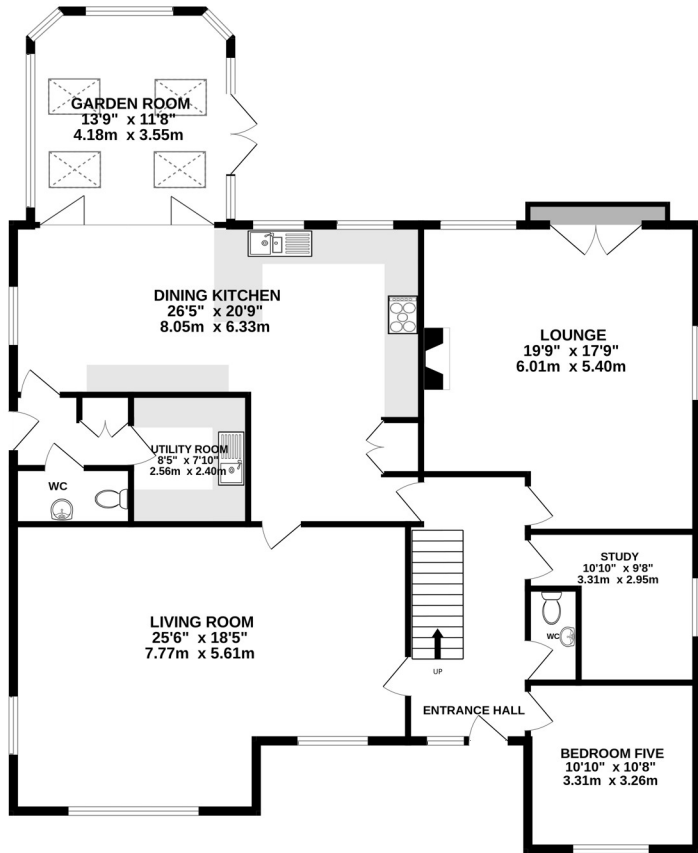 GARDEN ROOM
13'9" x 11'8"
4.18m x 3.55m
DINING KITCHEN
26'5" x 20'9"
8.05m x 6.33m
LOUNGE
19'9" x 17'9"
6.01m x 5.40m
UTILITY ROOM
8'5" x 7'10"
2.56m x 2.40m
WC
STUDY
10'10" x 9'8"
3.31m x 2.95m
LIVING ROOM
25'6" x 18'5"
7.77m x 5.61m
WC
UP
ENTRANCE HALL
BEDROOM FIVE
10'10" x 10'8"
3.31m x 3.26m